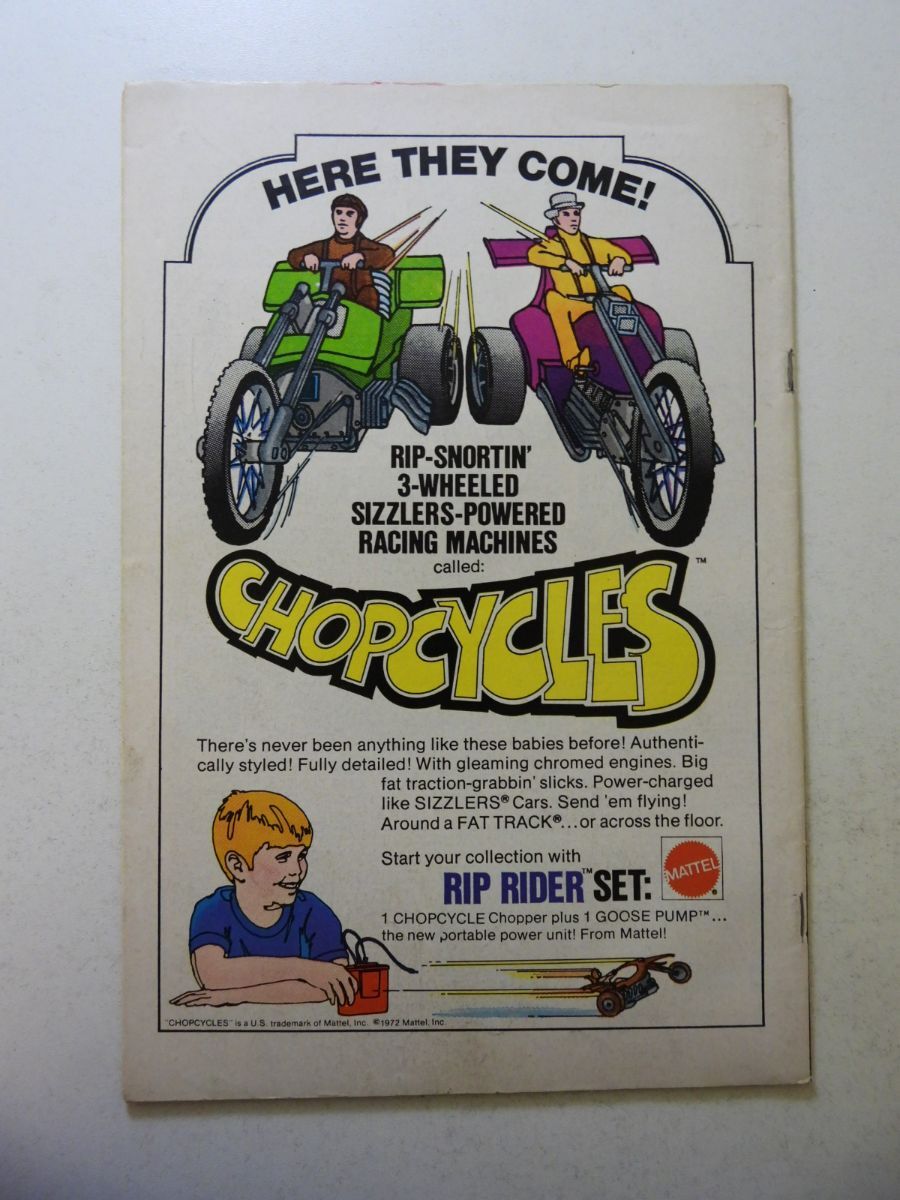 HERE THEY COME!
RIP-SNORTIN'
3-WHEELED
SIZZLERS-POWERED
RACING MACHINES
called:
CHOPCYCLES™
There's never been anything like these babies before! Authenti-
cally styled! Fully detailed! With gleaming chromed engines. Big
fat traction-grabbin' slicks. Power-charged
like SIZZLERS® Cars. Send 'em flying!
Around a FAT TRACK®...or across the floor.
Start your collection with
RIP RIDER™ SET:
MATTEL®
1 CHOPCYCLE Chopper plus 1 GOOSE PUMP™...
the new portable power unit! From Mattel!
"CHOPCYCLES" is a U.S. trademark of Mattel, Inc. ©1972 Mattel, Inc.